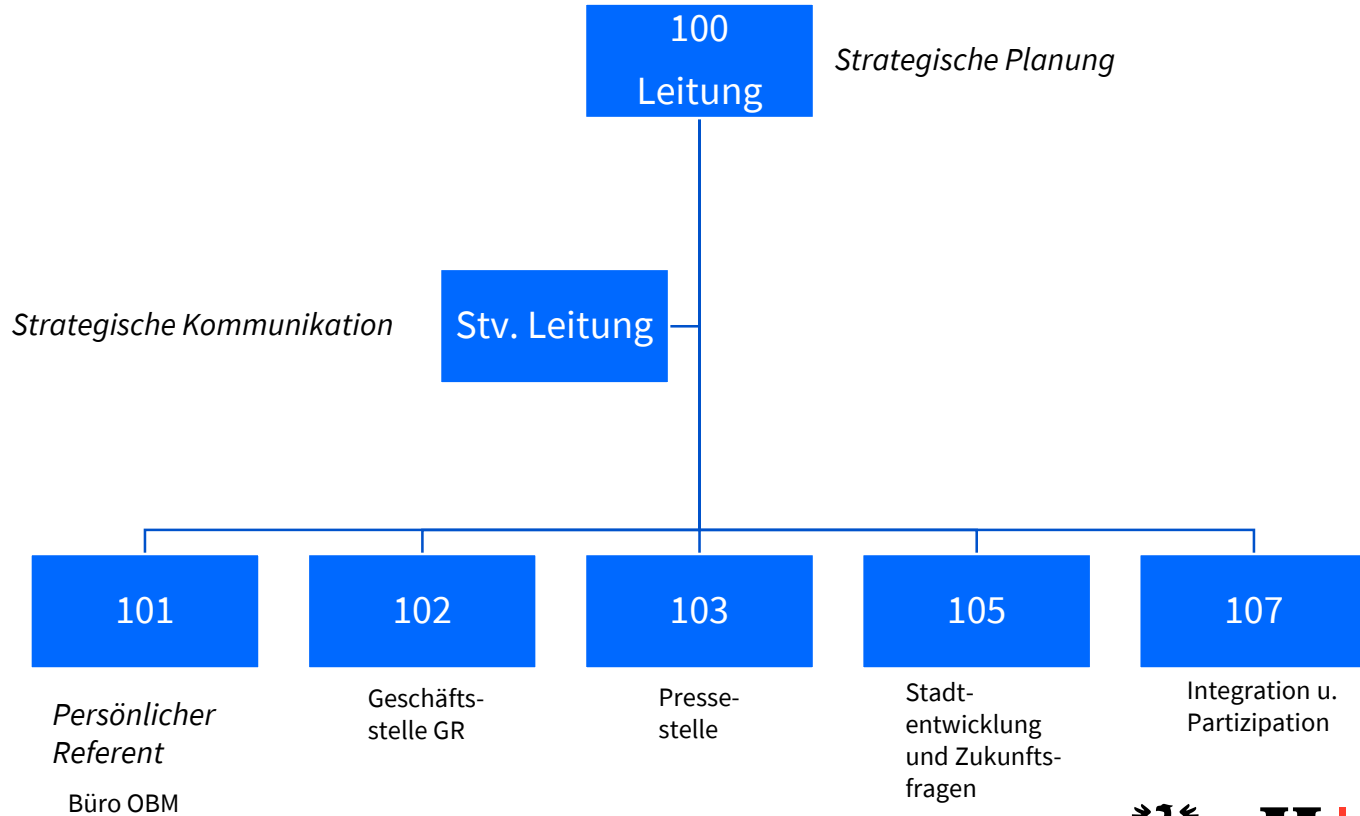 100
Leitung
Strategische Planung
Strategische Kommunikation
Stv. Leitung
101
102
103
105
107
Persönlicher
Referent
Büro OBM
Geschäfts-
stelle GR
Presse-
stelle
Stadt-
entwicklung
und Zukunfts-
fragen
Integration u.
Partizipation